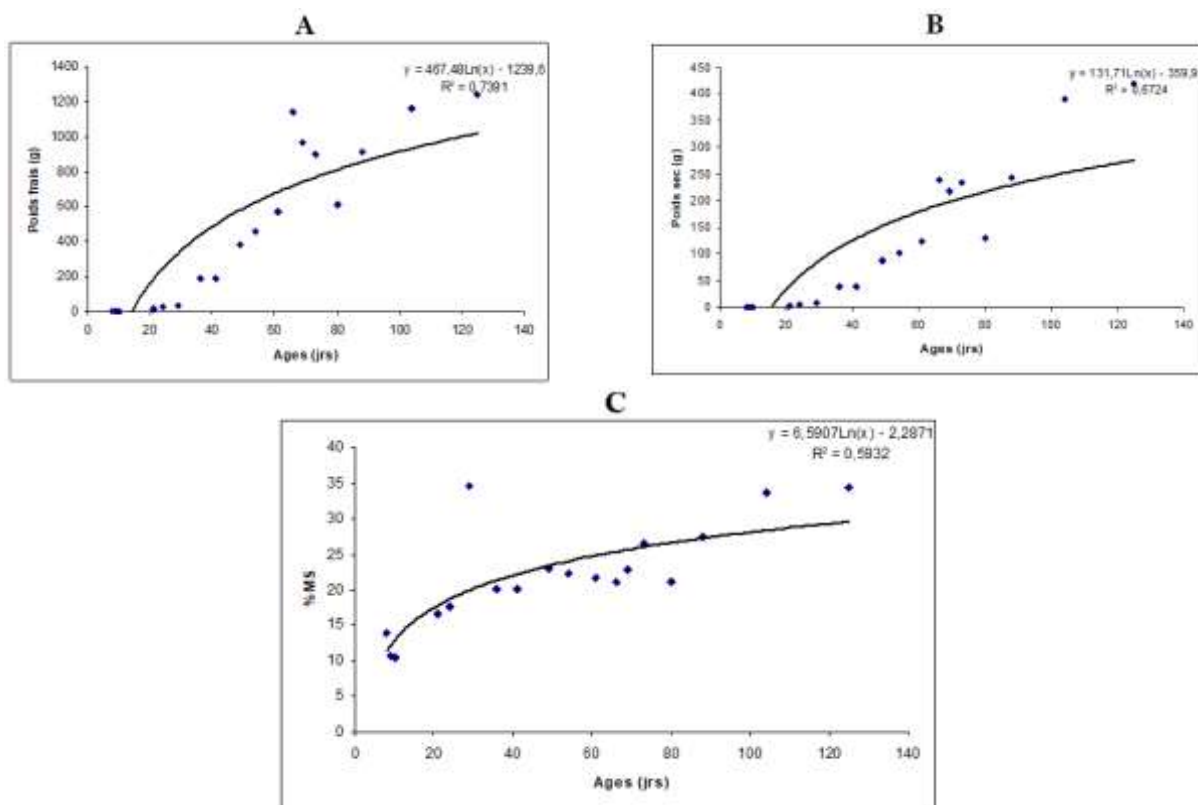 A
y = 467,48Ln(x) - 1239,6
R² = 0,7391
1400
1200
1000
800
600
400
200
0
Poids frais (g)
0 20 40 60 80 100 120 140
Ages (jrs)
B
y = 131,71Ln(x) - 359,9
R² = 0,6724
450
400
350
300
250
200
150
100
50
0
Poids sec (g)
0 20 40 60 80 100 120 140
Ages (jrs)
C
y = 6,5907Ln(x) - 2,2871
R² = 0,5932
40
35
30
25
20
15
10
5
0
%MS
0 20 40 60 80 100 120 140
Ages (jrs)